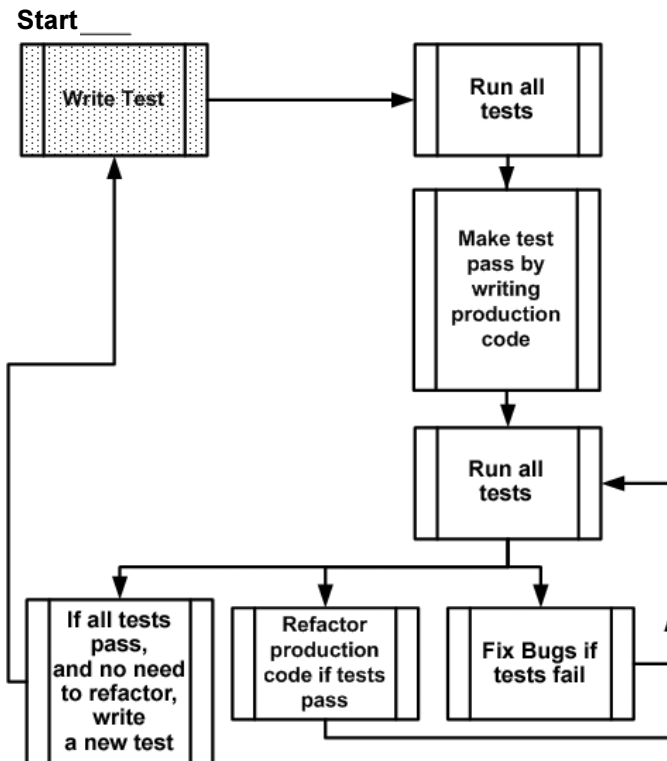 Start
Write Test
Run all
tests
Make test
pass by
writing
production
code
Run all
tests
If all tests
pass,
and no need
to refactor,
write
a new test
Refactor
production
code if tests
pass
Fix Bugs if
tests fail